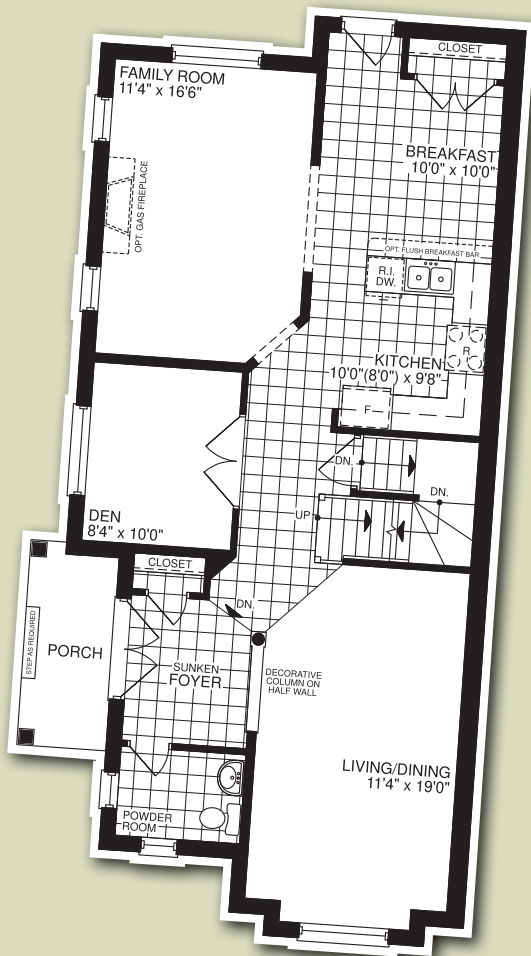 CLOSET
FAMILY ROOM
11'4" x 16'6"
BREAKFAST
10'0" x 10'0"
OPT. GAS FIREPLACE
OPT. FLUSH BREAKFAST BAR
R.I.
DW.
R
KITCHEN
10'0"(8'0") x 9'8"
F
DN.
DN.
UP
DEN
8'4" x 10'0"
CLOSET
DN.
STEP AS REQUIRED
PORCH
SUNKEN
FOYER
DECORATIVE
COLUMN ON
HALF WALL
LIVING/DINING
11'4" x 19'0"
POWDER
ROOM